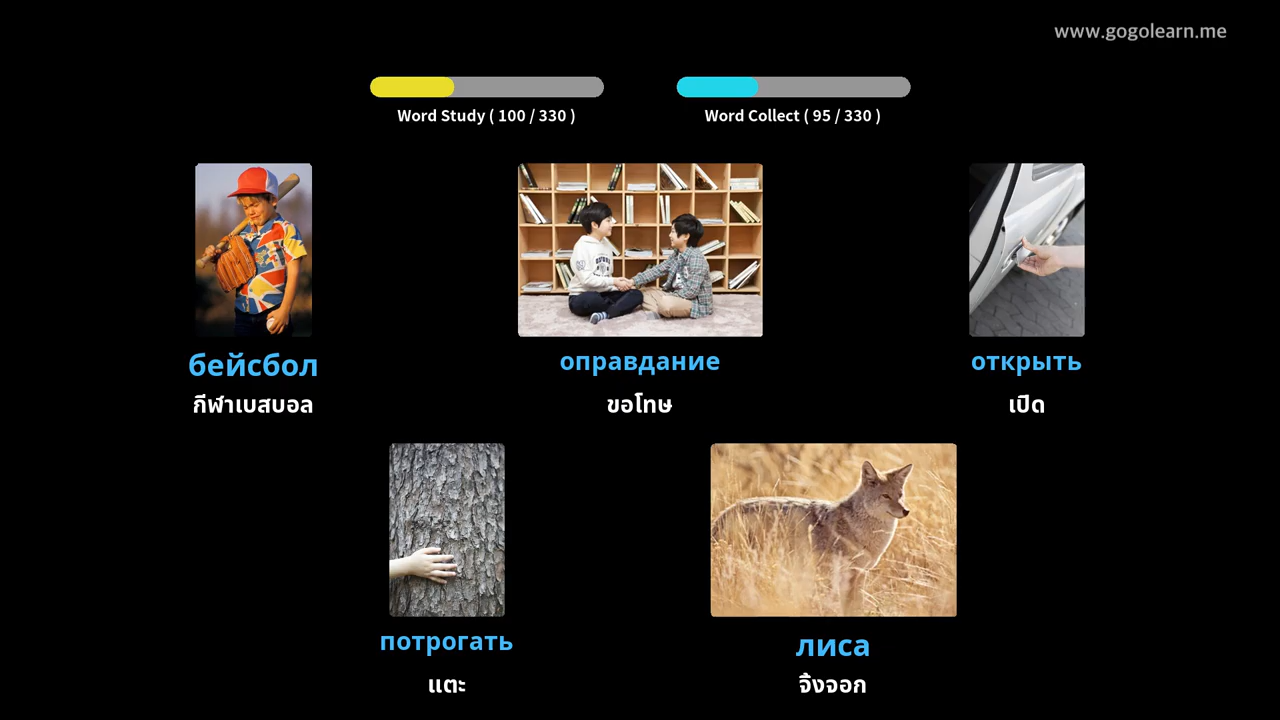 www.gogolearn.me
Word Study ( 100 / 330 )
Word Collect ( 95 / 330 )
бейсбол
กีฬาเบสบอล
оправдание
ขอโทษ
открыть
เปิด
потрогать
แตะ
лиса
จิ้งจอก